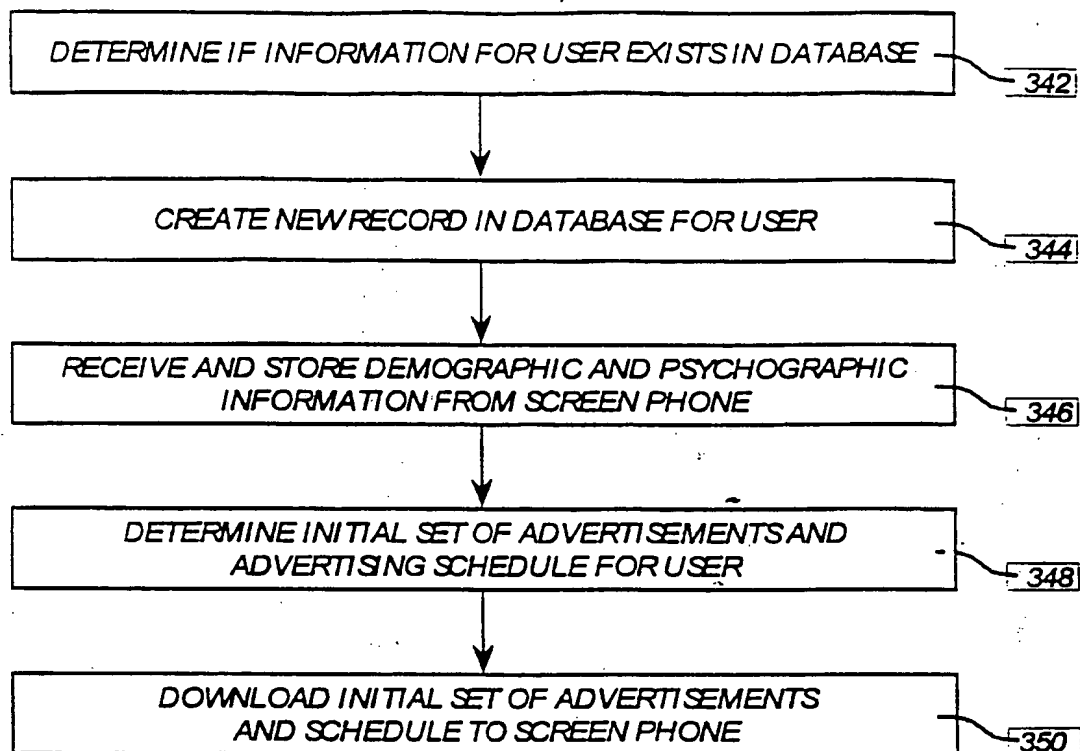 DETERMINE IF INFORMATION FOR USER EXISTS IN DATABASE
342
CREATE NEW RECORD IN DATABASE FOR USER
344
RECEIVE AND STORE DEMOGRAPHIC AND PSYCHOGRAPHIC
INFORMATION FROM SCREEN PHONE
346
DETERMINE INITIAL SET OF ADVERTISEMENTS AND
ADVERTISING SCHEDULE FOR USER
348
DOWNLOAD INITIAL SET OF ADVERTISEMENTS
AND SCHEDULE TO SCREEN PHONE
350